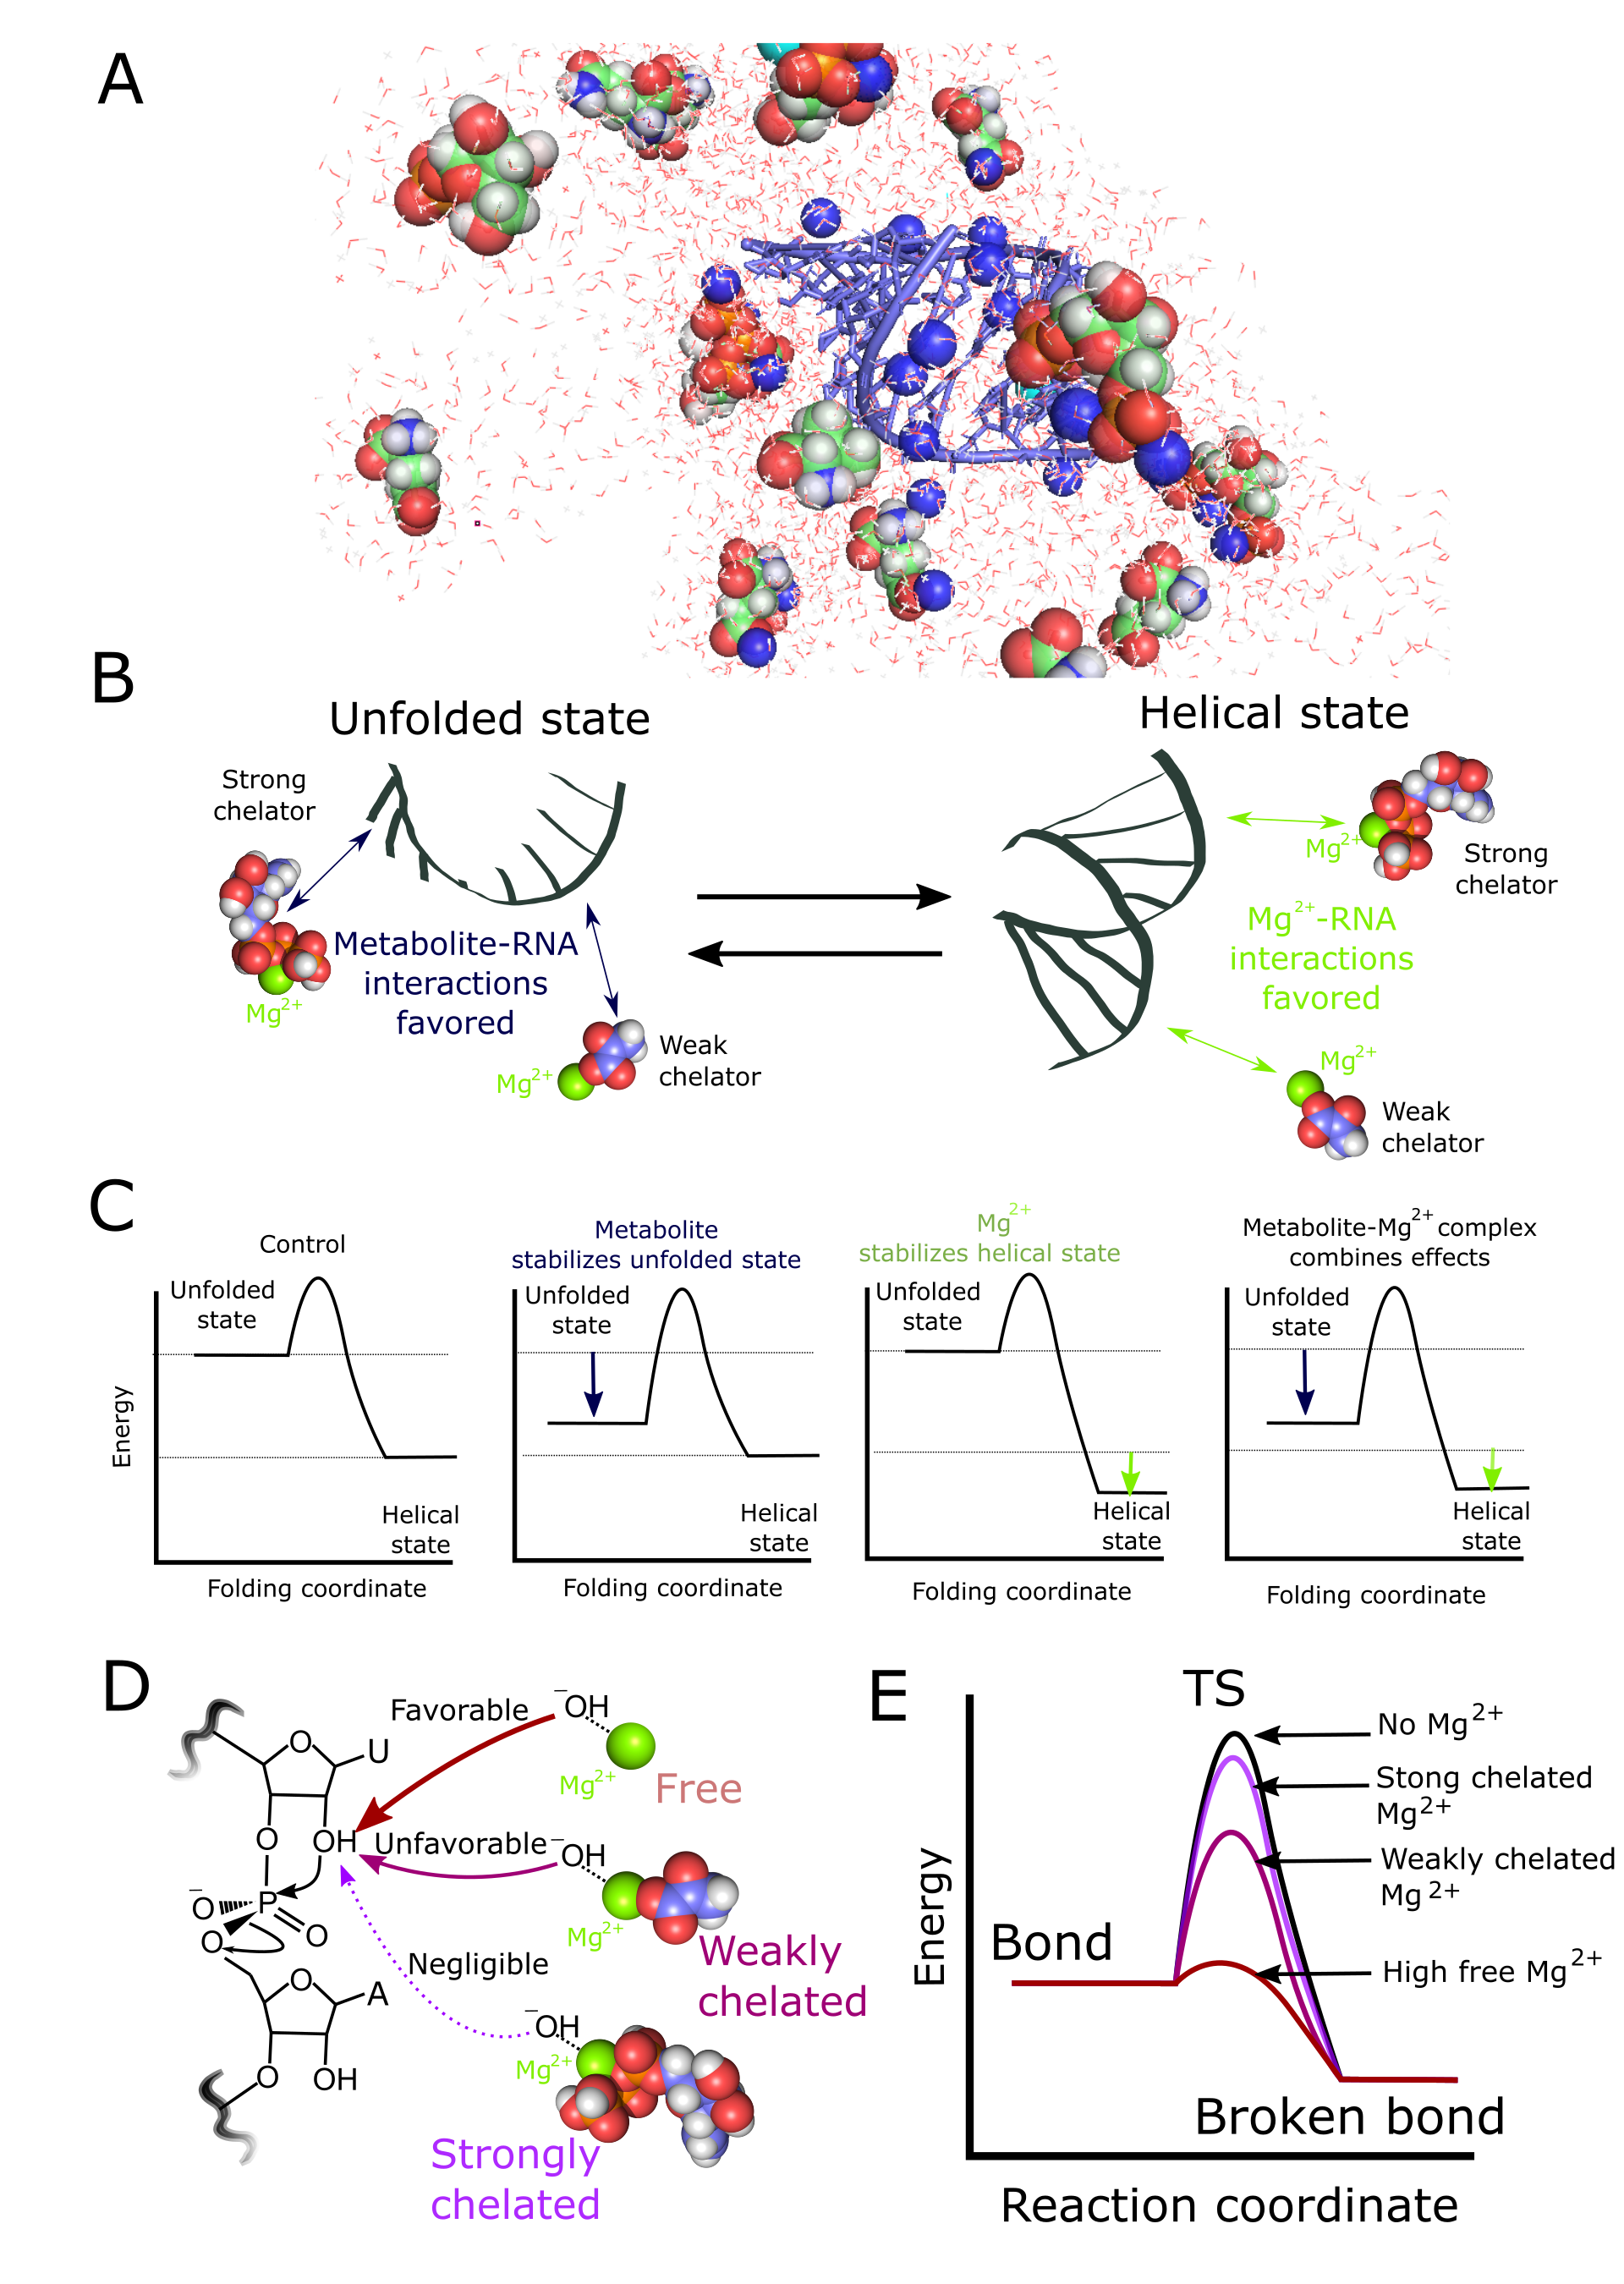 A
B
Unfolded state
Helical state
Strong
chelator
Mg2+
Metabolite-RNA
interactions
favored
Mg2+
Weak
chelator
Mg2+
Strong
chelator
Mg2+-RNA
interactions
favored
Mg2+
Weak
chelator
C
Control
Unfolded
state
Energy
Helical
state
Folding coordinate
Metabolite
stabilizes unfolded state
Unfolded
state
Helical
state
Folding coordinate
Mg2+
stabilizes helical state
Unfolded
state
Helical
state
Folding coordinate
Metabolite-Mg2+ complex
combines effects
Unfolded
state
Helical
state
Folding coordinate
D
Favorable
−OH
Mg2+
Free
O
U
O
OH
Unfavorable
−OH
Mg2+
Weakly
chelated
−O
P
O
O
Negligible
−OH
Mg2+
Strongly
chelated
O
A
O
OH
E
TS
No Mg2+
Stong chelated
Mg2+
Weakly chelated
Mg2+
High free Mg2+
Energy
Bond
Broken bond
Reaction coordinate